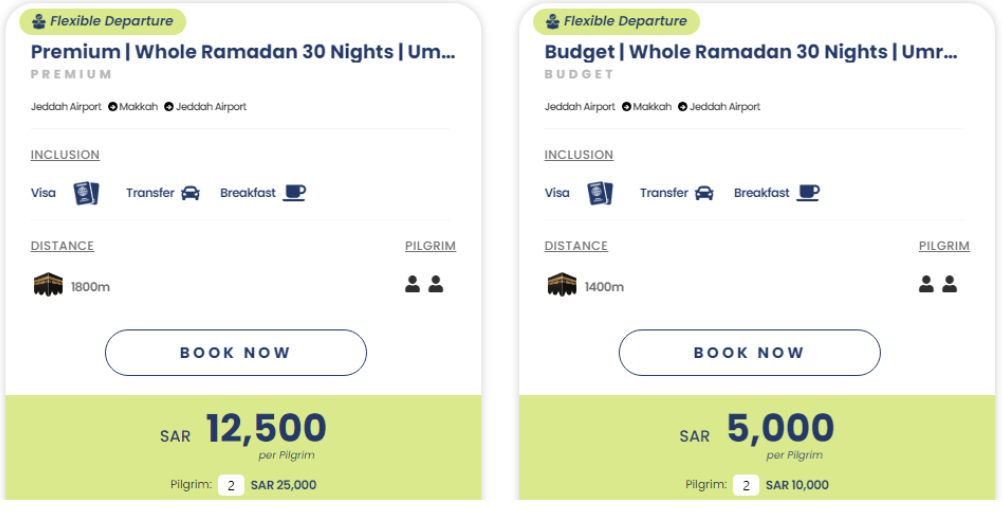 Flexible Departure
Premium | Whole Ramadan 30 Nights | Um...
PREMIUM
Jeddah Airport Makkah Jeddah Airport
INCLUSION
Visa Transfer Breakfast
DISTANCE PILGRIM
1800m
BOOK NOW
SAR 12,500
per Pilgrim
Pilgrim: 2 SAR 25,000
Flexible Departure
Budget | Whole Ramadan 30 Nights | Umr...
BUDGET
Jeddah Airport Makkah Jeddah Airport
INCLUSION
Visa Transfer Breakfast
DISTANCE PILGRIM
1400m
BOOK NOW
SAR 5,000
per Pilgrim
Pilgrim: 2 SAR 10,000